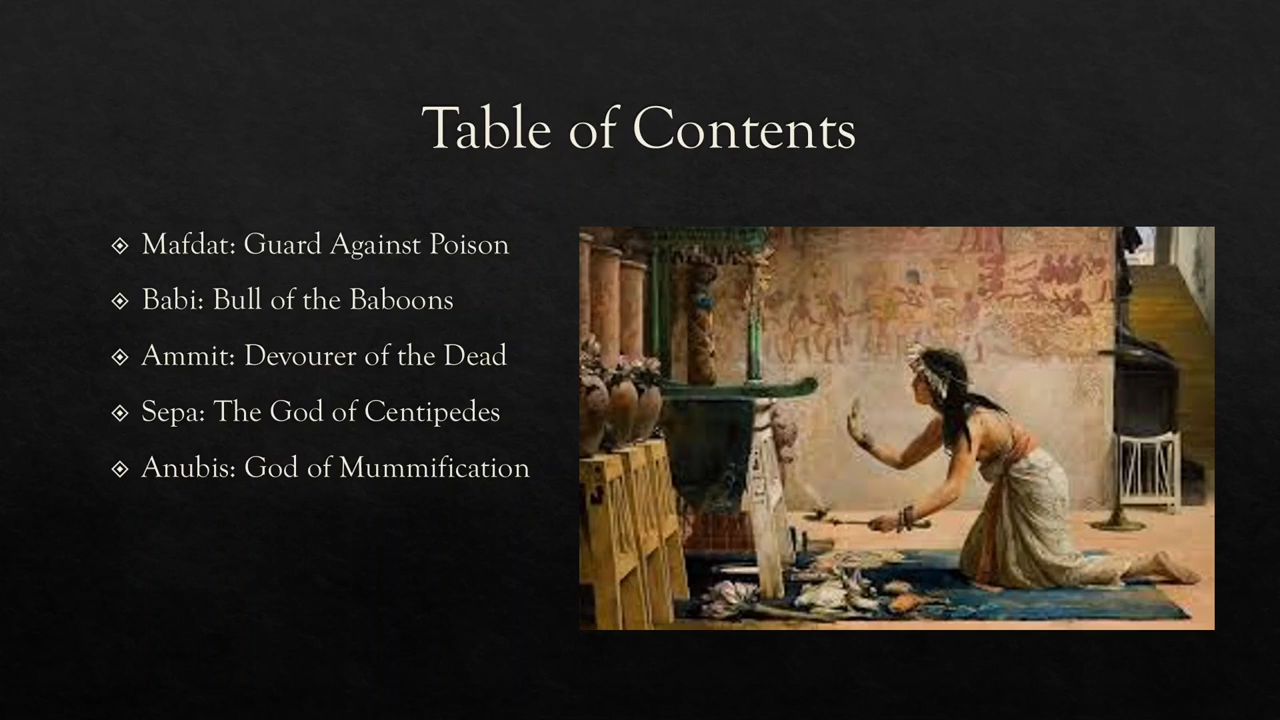 Table of Contents
Mafdat: Guard Against Poison
Babi: Bull of the Baboons
Ammit: Devourer of the Dead
Sepa: The God of Centipedes
Anubis: God of Mummification